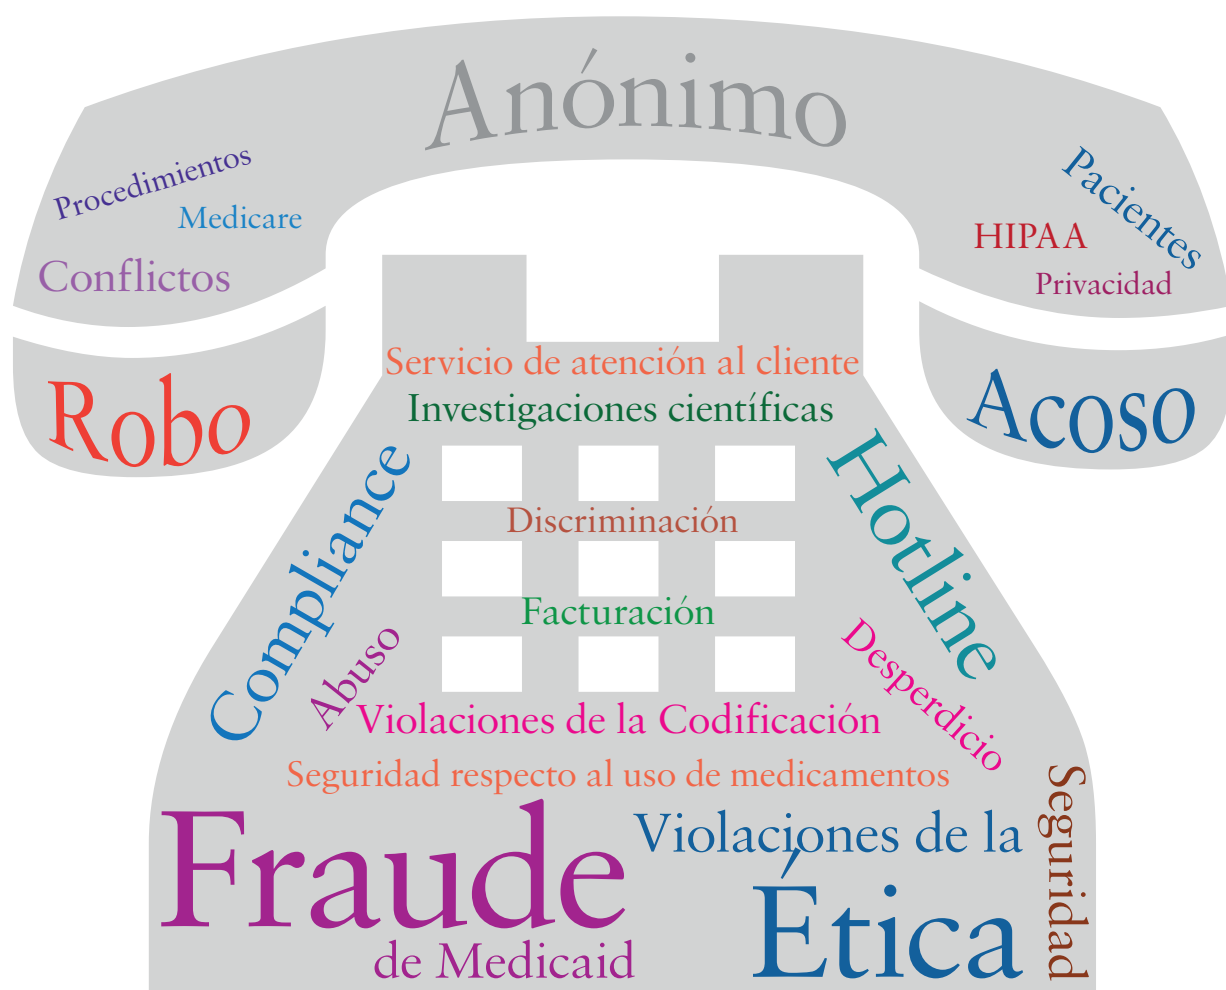 Anónimo
Procedimientos
Medicare
Conflictos
Pacientes
HIPAA
Privacidad
Robo
Acoso
Servicio de atención al cliente
Investigaciones científicas
Compliance
Hotline
Discriminación
Facturación
Abuso
Desperdicio
Violaciones de la Codificación
Seguridad respecto al uso de medicamentos
Fraude
de Medicaid
Violaciones de la
Ética
Seguridad